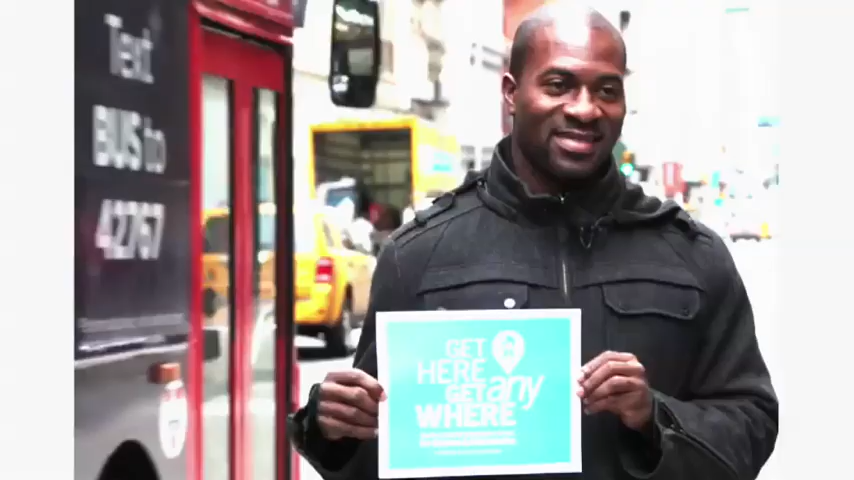 Text
BUS to
42767
GET
HERE
GET any
WHERE